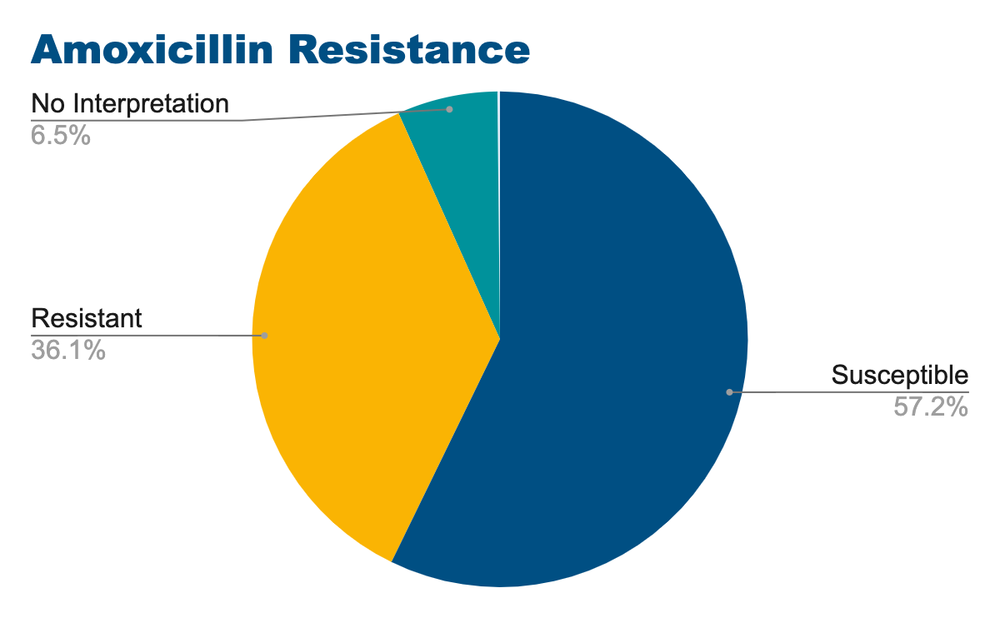 Amoxicillin Resistance
No Interpretation
6.5%
Resistant
36.1%
Susceptible
57.2%